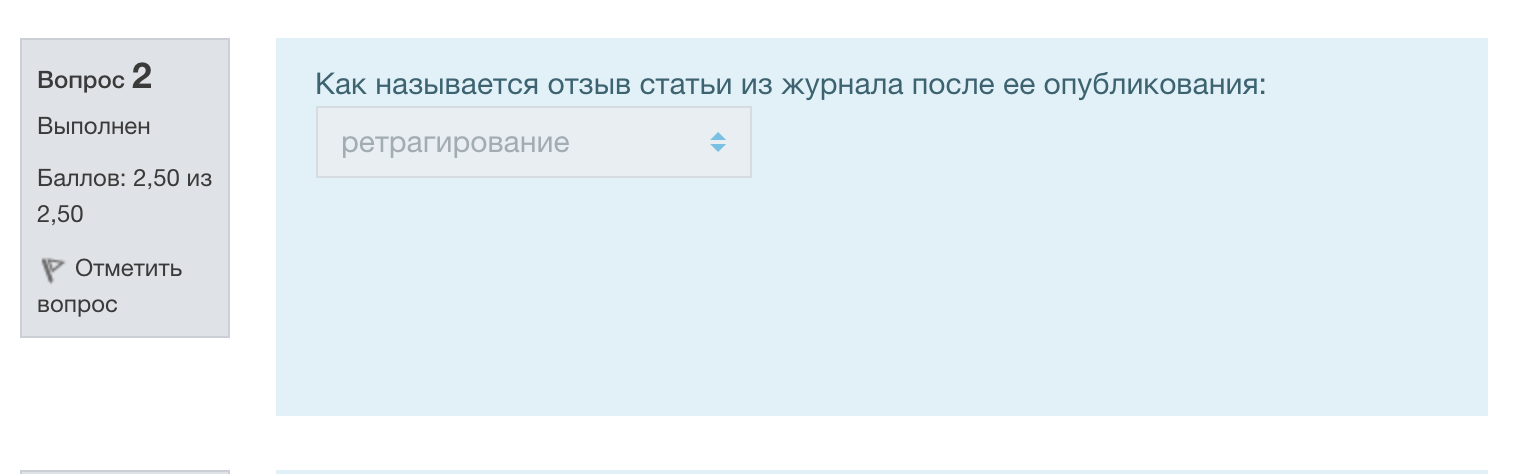 Вопрос 2
Выполнен
Баллов: 2,50 из
2,50
Отметить
вопрос
Как называется отзыв статьи из журнала после ее опубликования:
ретрагирование